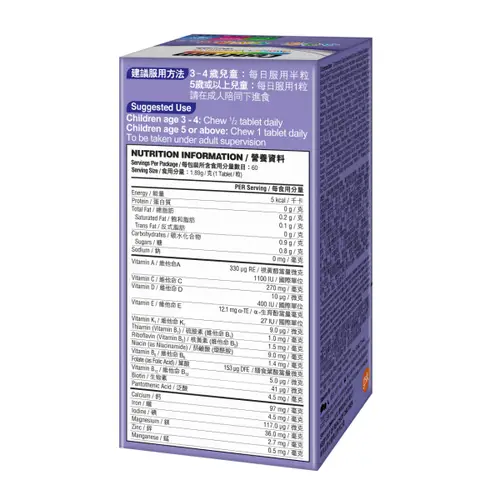 建議服用方法
3-4歲兒童：每日服用半粒
5歲或以上兒童：每日服用1粒
請在成人陪同下進食
Suggested Use
Children age 3 - 4: Chew ½ tablet daily
Children age 5 or above: Chew 1 tablet daily
To be taken under adult supervision
NUTRITION INFORMATION / 營養資料
Servings Per Package / 每包裝所含食用分量數目: 60
Serving Size / 食用分量: 1.89g / 克 (1 Tablet / 粒)
PER Serving / 每食用分量
Energy / 能量 5 kcal / 千卡
Protein / 蛋白質 0 g / 克
Total Fat / 總脂肪 0.2 g / 克
Saturated Fat / 飽和脂肪 0.1 g / 克
Trans Fat / 反式脂肪 0 g / 克
Carbohydrates / 碳水化合物 0.9 g / 克
Sugars / 糖 0.8 g / 克
Sodium / 鈉 0 mg / 毫克
Vitamin A / 維他命A 330 µg RE / 視黃醇當量微克
1100 IU / 國際單位
Vitamin C / 維他命 C 270 mg / 毫克
Vitamin D / 維他命 D 10 µg / 微克
400 IU / 國際單位
Vitamin E / 維他命 E 12.1 mg α-TE / α-生育酚當量毫克
27 IU / 國際單位
Vitamin K₁ / 維他命 K₁ 9.0 µg / 微克
Thiamin (Vitamin B₁) / 硫胺素 (維他命 B₁) 1.0 mg / 毫克
Riboflavin (Vitamin B₂) / 核黃素 (維他命 B₂) 1.5 mg / 毫克
Niacin (as Niacinamide) / 菸鹼酸 (煙酰胺) 9.0 mg / 毫克
Vitamin B₆ / 維他命 B₆ 1.4 mg / 毫克
Folate (as Folic Acid) / 葉酸 153 µg DFE / 膳食葉酸當量微克
Vitamin B₁₂ / 維他命 B₁₂ 5.0 µg / 微克
Biotin / 生物素 41 µg / 微克
Pantothenic Acid / 泛酸 4.5 mg / 毫克
Calcium / 鈣 97 mg / 毫克
Iron / 鐵 4.5 mg / 毫克
Iodine / 碘 117.0 µg / 微克
Magnesium / 鎂 36.0 mg / 毫克
Zinc / 鋅 2.7 mg / 毫克
Manganese / 錳 0.5 mg / 毫克